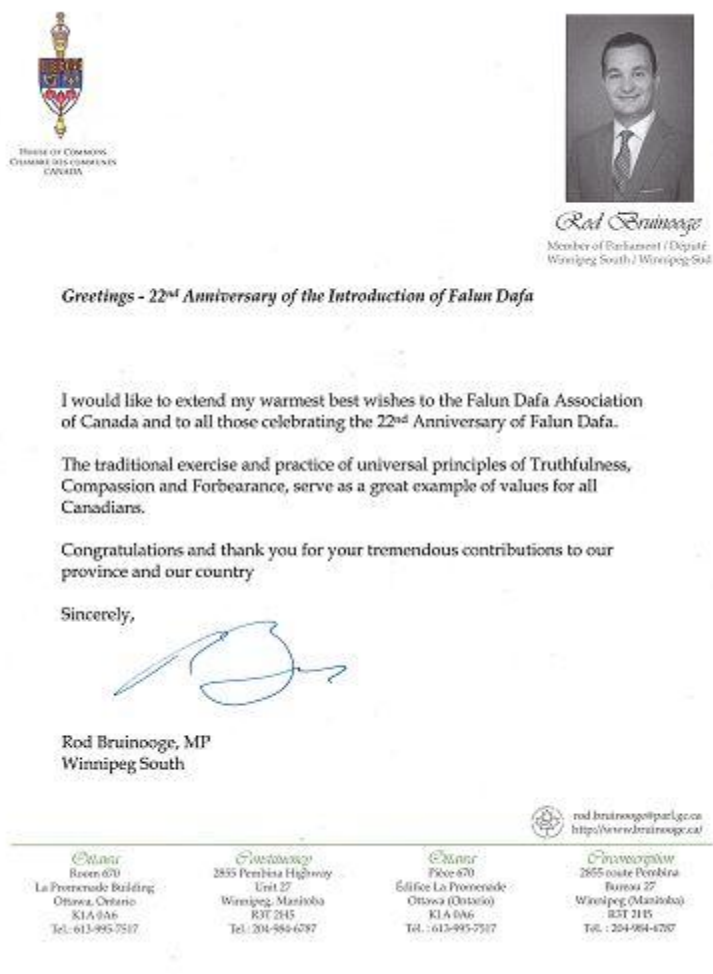 HOUSE OF COMMONS
CHAMBRE DES COMMUNES
CANADA
Rod Bruinooge
Member of Parliament / Député
Winnipeg South / Winnipeg-Sud
Greetings - 22nd Anniversary of the Introduction of Falun Dafa
I would like to extend my warmest best wishes to the Falun Dafa Association
of Canada and to all those celebrating the 22nd Anniversary of Falun Dafa.
The traditional exercise and practice of universal principles of Truthfulness,
Compassion and Forbearance, serve as a great example of values for all
Canadians.
Congratulations and thank you for your tremendous contributions to our
province and our country
Sincerely,
Rod Bruinooge, MP
Winnipeg South
rod.bruinooge@parl.gc.ca
http://www.bruinooge.ca/
Ottawa
Room 670
La Promenade Building
Ottawa, Ontario
K1A 0A6
Tel.: 613-995-7517
Constituency
2855 Pembina Highway
Unit 27
Winnipeg, Manitoba
R3T 2H5
Tel.: 204-984-6787
Ottawa
Pièce 670
Édifice La Promenade
Ottawa (Ontario)
K1A 0A6
Tél. : 613-995-7517
Circonscription
2855 route Pembina
Bureau 27
Winnipeg (Manitoba)
R3T 2H5
Tél. : 204-984-6787